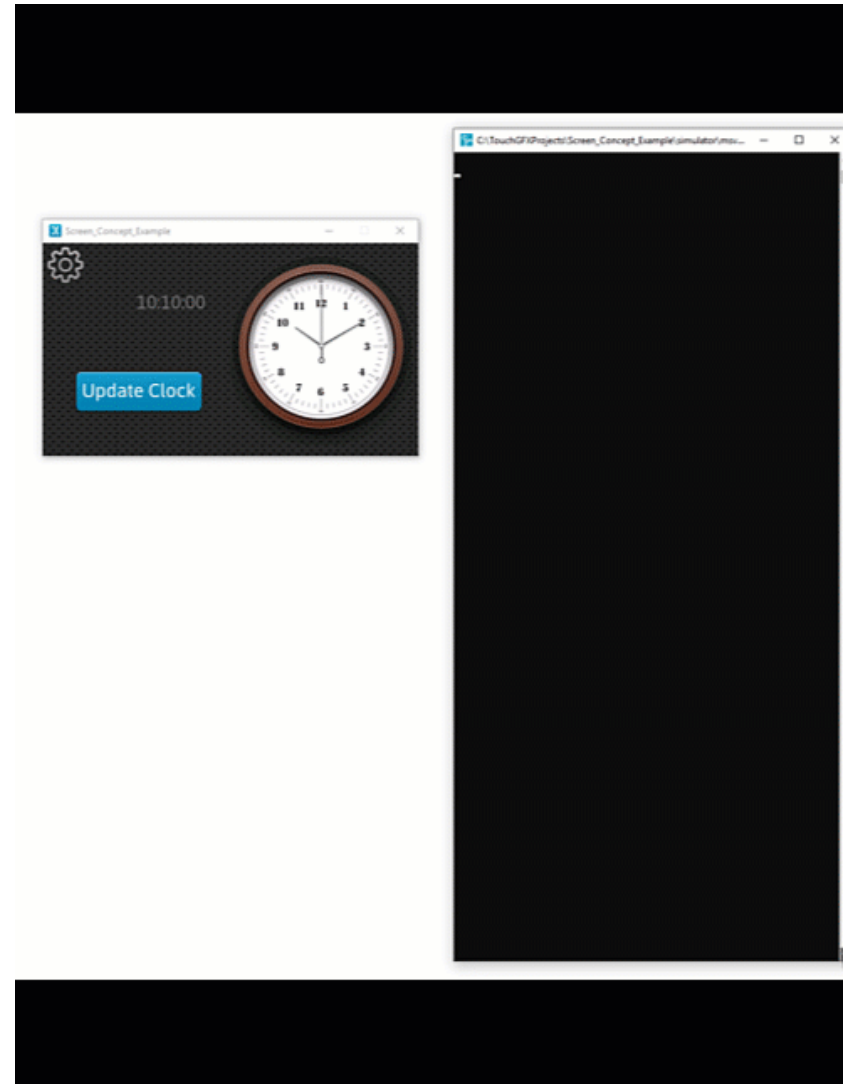 C:\TouchGFXProjects\Screen_Concept_Example\simulator\msv...
Screen_Concept_Example
10:10:00
Update Clock
11 12 1
10 2
9 3
8 4
7 6 5